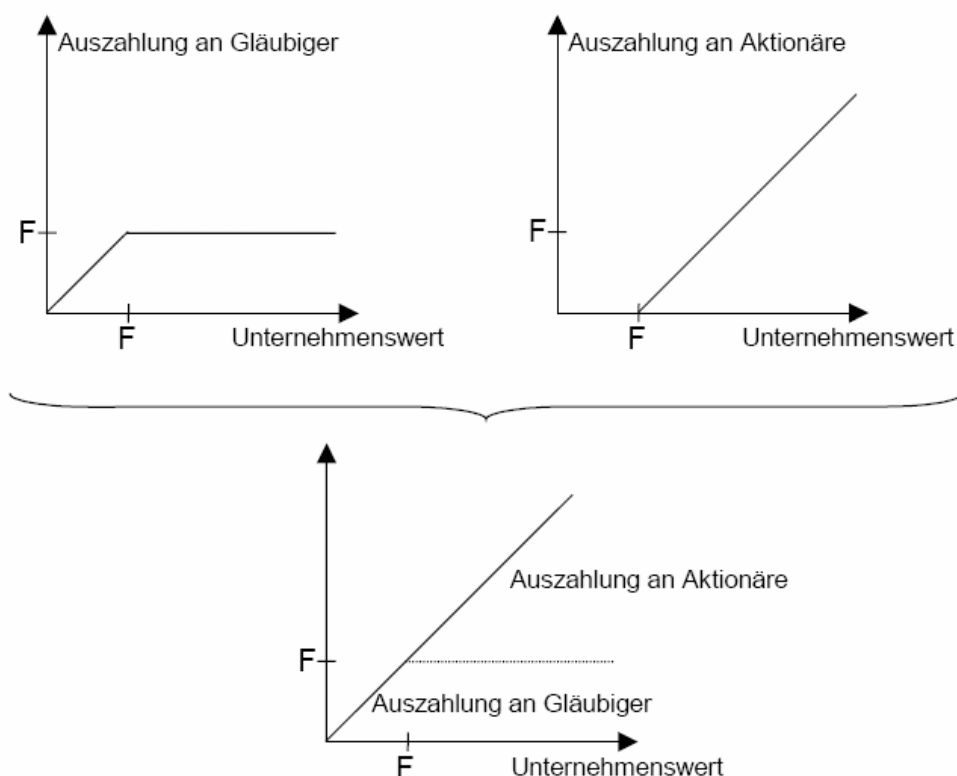 Auszahlung an Gläubiger
F
F
Unternehmenswert
Auszahlung an Aktionäre
F
F
Unternehmenswert
Auszahlung an Aktionäre
F
Auszahlung an Gläubiger
F
Unternehmenswert